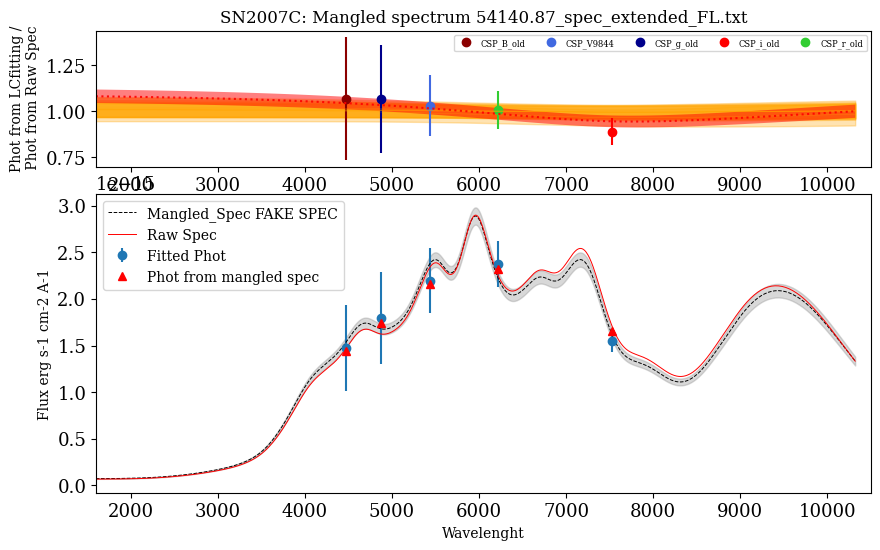 SN2007C: Mangled spectrum 54140.87_spec_extended_FL.txt
Phot from LCfitting /
Phot from Raw Spec
CSP_B_old CSP_V9844 CSP_g_old CSP_i_old CSP_r_old
1.25
1.00
0.75
2000 3000 4000 5000 6000 7000 8000 9000 10000
1e−15
Mangled_Spec FAKE SPEC
Raw Spec
Fitted Phot
Phot from mangled spec
Flux erg s-1 cm-2 A-1
3.0
2.5
2.0
1.5
1.0
0.5
0.0
2000 3000 4000 5000 6000 7000 8000 9000 10000
Wavelenght